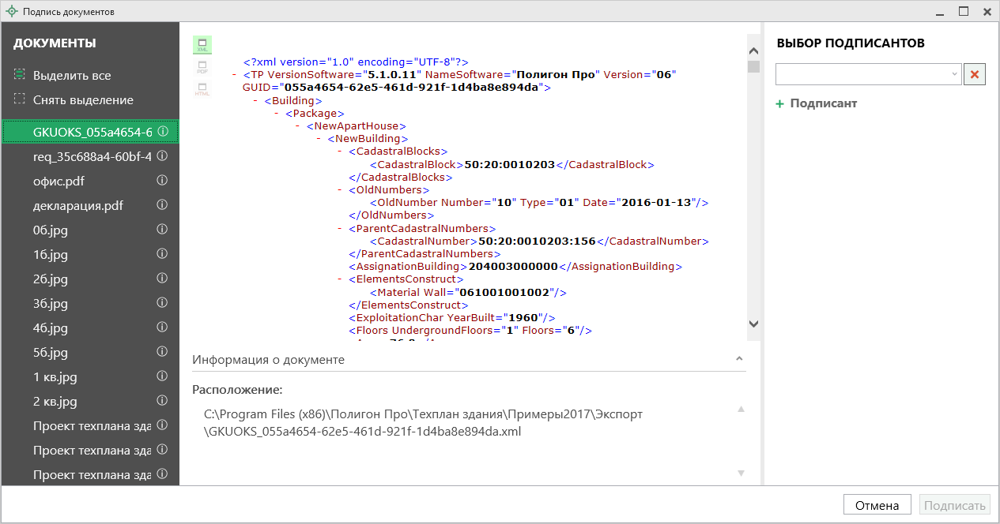 Подпись документов
ДОКУМЕНТЫ
Выделить все
Снять выделение
GKUOKS_055a4654-6
req_35c688a4-60bf-4
офис.pdf
декларация.pdf
0б.jpg
1б.jpg
2б.jpg
3б.jpg
4б.jpg
5б.jpg
1 кв.jpg
2 кв.jpg
Проект техплана зда
Проект техплана зда
Проект техплана зда
XML
PDF
HTML
<?xml version="1.0" encoding="UTF-8"?>
- <TP VersionSoftware="5.1.0.11" NameSoftware="Полигон Про" Version="06"
GUID="055a4654-62e5-461d-921f-1d4ba8e894da">
- <Building>
- <Package>
- <NewApartHouse>
- <NewBuilding>
- <CadastralBlocks>
<CadastralBlock>50:20:0010203</CadastralBlock>
</CadastralBlocks>
- <OldNumbers>
<OldNumber Number="10" Type="01" Date="2016-01-13"/>
</OldNumbers>
- <ParentCadastralNumbers>
<CadastralNumber>50:20:0010203:156</CadastralNumber>
</ParentCadastralNumbers>
<AssignationBuilding>204003000000</AssignationBuilding>
- <ElementsConstruct>
<Material Wall="061001001002"/>
</ElementsConstruct>
<ExploitationChar YearBuilt="1960"/>
<Floors UndergroundFloors="1" Floors="6"/>
Информация о документе
Расположение:
C:\Program Files (x86)\Полигон Про\Техплан здания\Примеры2017\Экспорт
\GKUOKS_055a4654-62e5-461d-921f-1d4ba8e894da.xml
ВЫБОР ПОДПИСАНТОВ
+ Подписант
Отмена
Подписать